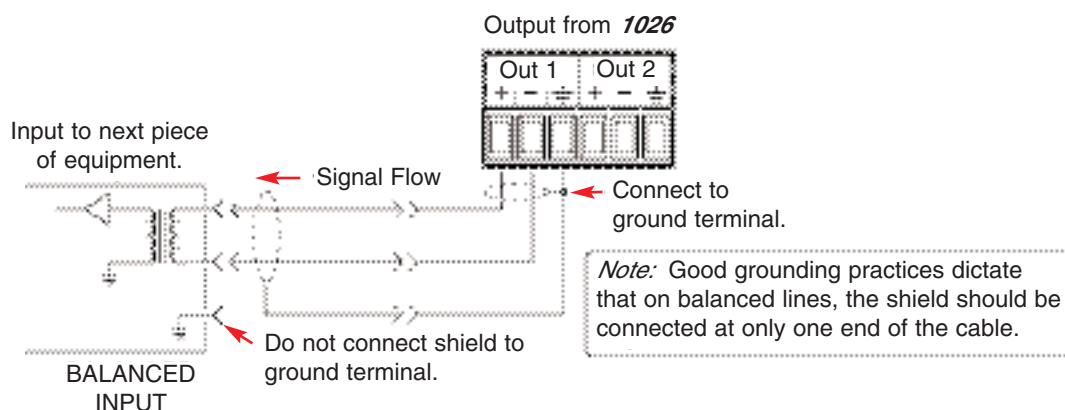 Output from 1026
Out 1 Out 2
+ - + -
Input to next piece
of equipment.
Signal Flow
Connect to
ground terminal.
Note: Good grounding practices dictate
that on balanced lines, the shield should be
connected at only one end of the cable.
Do not connect shield to
ground terminal.
BALANCED
INPUT